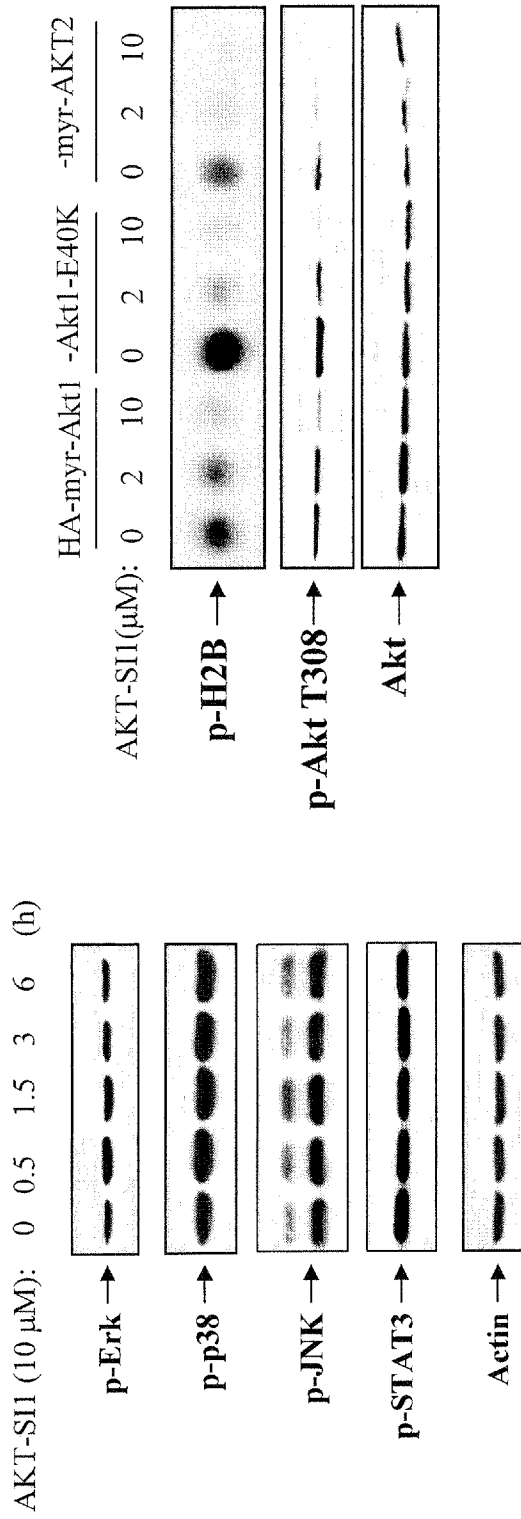 AKT-SI1 (10 μM): 0 0.5 1.5 3 6 (h)
p-Erk
p-p38
p-JNK
p-STAT3
Actin
HA-myr-Akt1 -Akt1-E40K -myr-AKT2
AKT-SI1(μM): 0 2 10 0 2 10 0 2 10
p-H2B
p-Akt T308
Akt